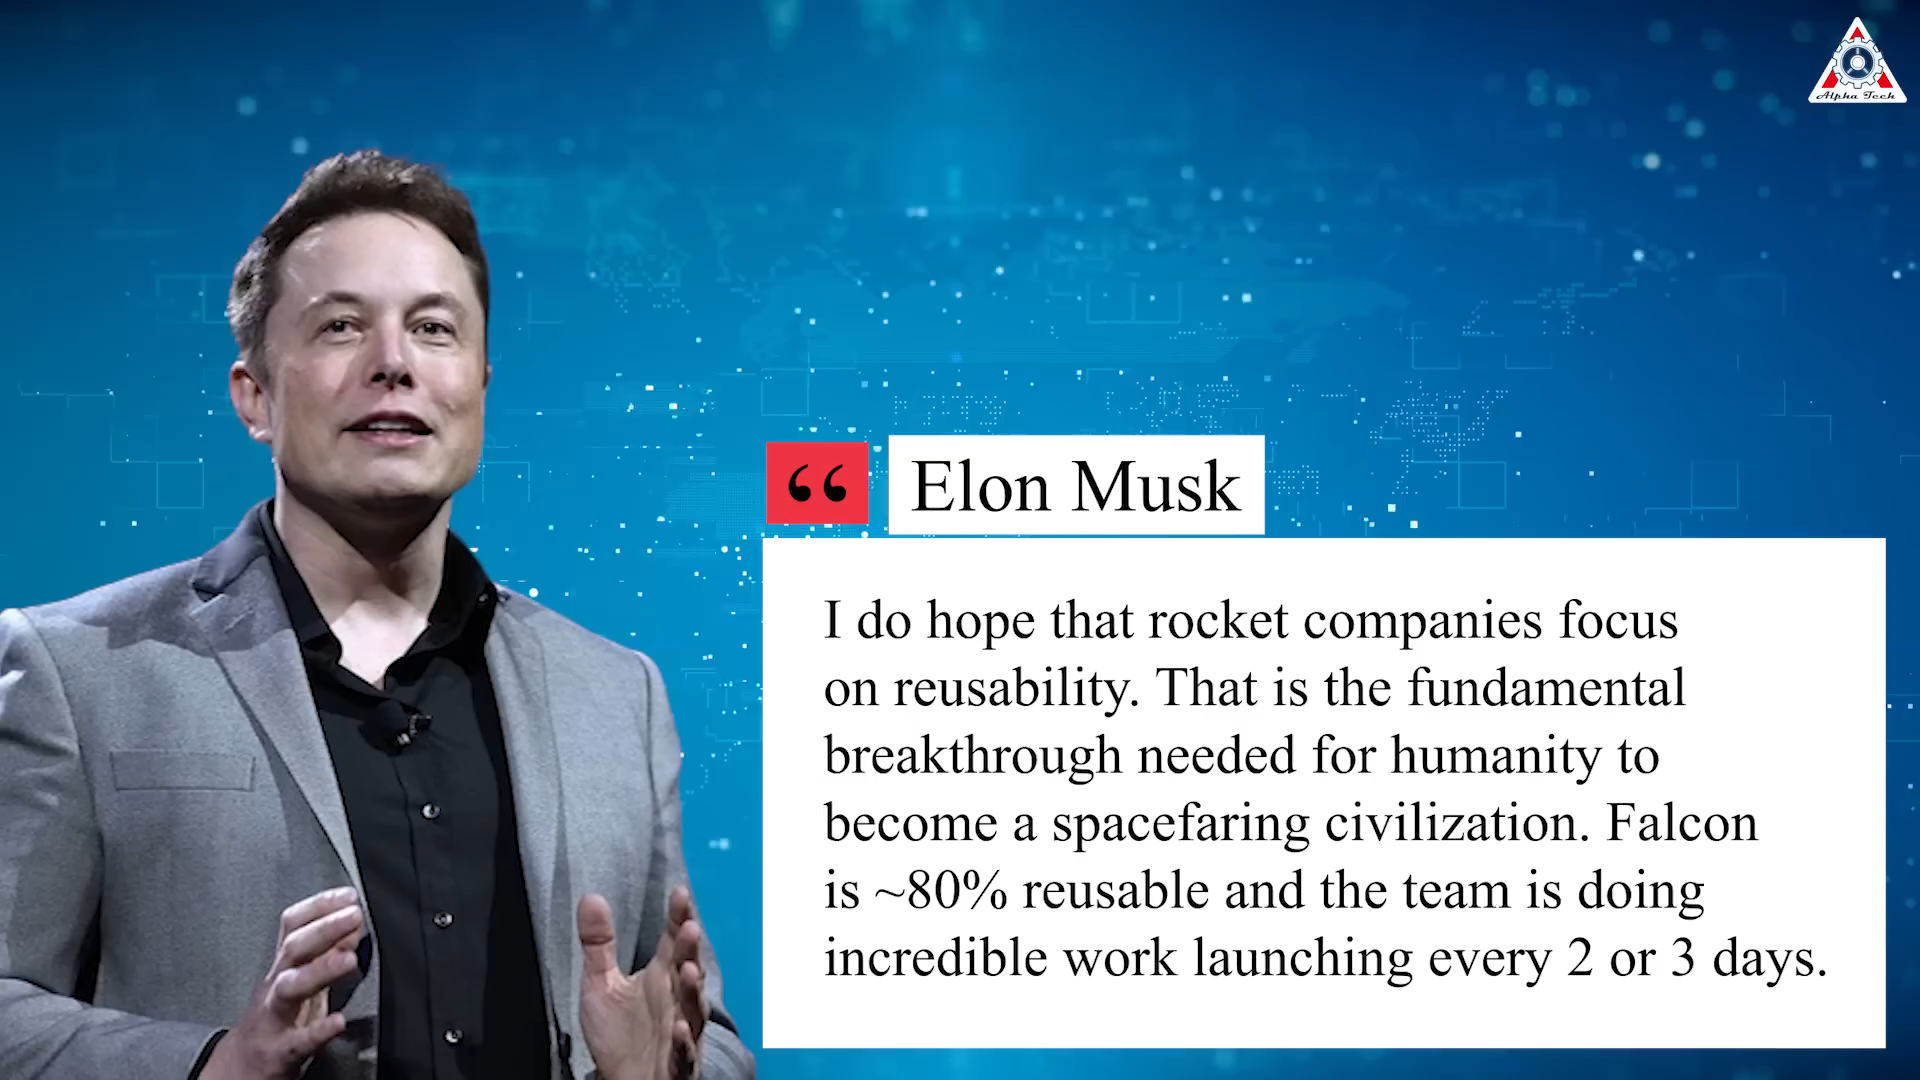 Alpha Tech
“
Elon Musk
I do hope that rocket companies focus
on reusability. That is the fundamental
breakthrough needed for humanity to
become a spacefaring civilization. Falcon
is ~80% reusable and the team is doing
incredible work launching every 2 or 3 days.